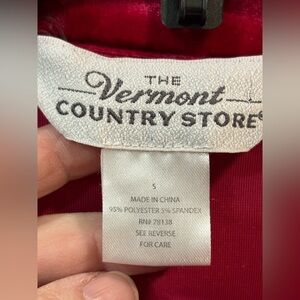 THE
Vermont
COUNTRY STORE®
S
MADE IN CHINA
95% POLYESTER 5% SPANDEX
RN# 78138
SEE REVERSE
FOR CARE